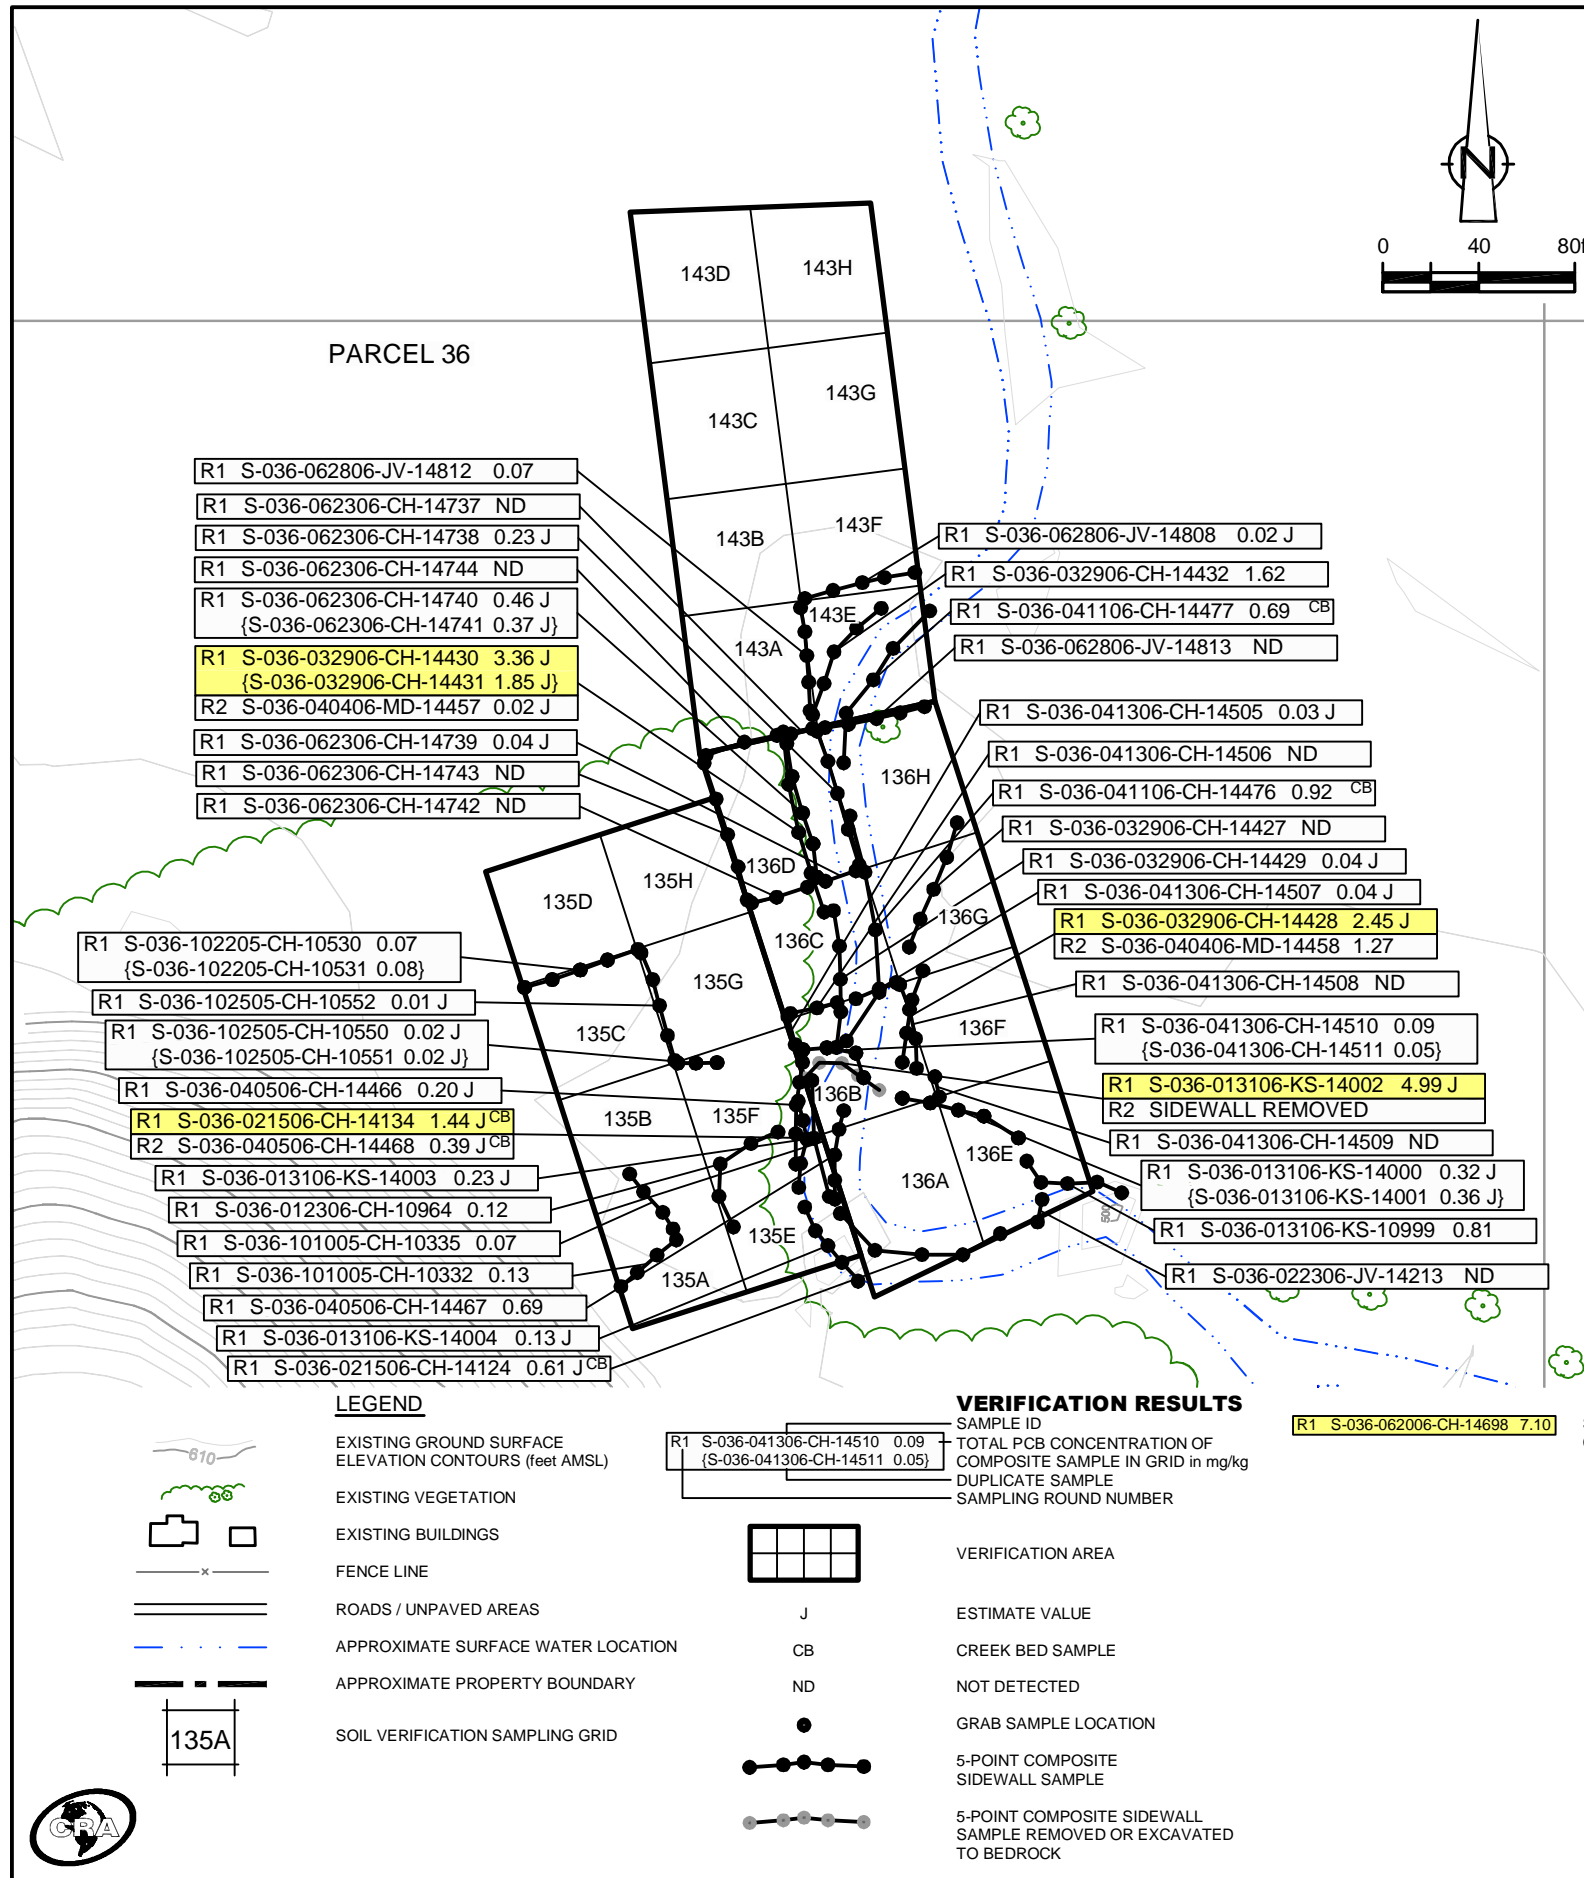 N
0 40 80f
143D 143H
PARCEL 36
143G
143C
143F
143B
143E
143A
R1 S-036-062806-JV-14812 0.07
R1 S-036-062306-CH-14737 ND
R1 S-036-062306-CH-14738 0.23 J
R1 S-036-062306-CH-14744 ND
R1 S-036-062306-CH-14740 0.46 J
{S-036-062306-CH-14741 0.37 J}
R1 S-036-032906-CH-14430 3.36 J
{S-036-032906-CH-14431 1.85 J}
R2 S-036-040406-MD-14457 0.02 J
R1 S-036-062306-CH-14739 0.04 J
R1 S-036-062306-CH-14743 ND
R1 S-036-062306-CH-14742 ND
R1 S-036-062806-JV-14808 0.02 J
R1 S-036-032906-CH-14432 1.62
R1 S-036-041106-CH-14477 0.69 CB
R1 S-036-062806-JV-14813 ND
R1 S-036-041306-CH-14505 0.03 J
R1 S-036-041306-CH-14506 ND
R1 S-036-041106-CH-14476 0.92 CB
R1 S-036-032906-CH-14427 ND
R1 S-036-032906-CH-14429 0.04 J
R1 S-036-041306-CH-14507 0.04 J
R1 S-036-032906-CH-14428 2.45 J
R2 S-036-040406-MD-14458 1.27
R1 S-036-041306-CH-14508 ND
R1 S-036-041306-CH-14510 0.09
{S-036-041306-CH-14511 0.05}
R1 S-036-013106-KS-14002 4.99 J
R2 SIDEWALL REMOVED
R1 S-036-041306-CH-14509 ND
R1 S-036-013106-KS-14000 0.32 J
{S-036-013106-KS-14001 0.36 J}
R1 S-036-013106-KS-10999 0.81
R1 S-036-022306-JV-14213 ND
136H
136D
135H
135D
136G
136C
135G
135C
136F
136B
135B
135F
136E
136A
135E
135A
500
R1 S-036-102205-CH-10530 0.07
{S-036-102205-CH-10531 0.08}
R1 S-036-102505-CH-10552 0.01 J
R1 S-036-102505-CH-10550 0.02 J
{S-036-102505-CH-10551 0.02 J}
R1 S-036-040506-CH-14466 0.20 J
R1 S-036-021506-CH-14134 1.44 J CB
R2 S-036-040506-CH-14468 0.39 J CB
R1 S-036-013106-KS-14003 0.23 J
R1 S-036-012306-CH-10964 0.12
R1 S-036-101005-CH-10335 0.07
R1 S-036-101005-CH-10332 0.13
R1 S-036-040506-CH-14467 0.69
R1 S-036-013106-KS-14004 0.13 J
R1 S-036-021506-CH-14124 0.61 J CB
LEGEND
610
EXISTING GROUND SURFACE
ELEVATION CONTOURS (feet AMSL)
EXISTING VEGETATION
EXISTING BUILDINGS
x FENCE LINE
ROADS / UNPAVED AREAS
APPROXIMATE SURFACE WATER LOCATION
APPROXIMATE PROPERTY BOUNDARY
135A SOIL VERIFICATION SAMPLING GRID
CRA
VERIFICATION RESULTS
SAMPLE ID
R1 S-036-041306-CH-14510 0.09
{S-036-041306-CH-14511 0.05}
TOTAL PCB CONCENTRATION OF
COMPOSITE SAMPLE IN GRID in mg/kg
DUPLICATE SAMPLE
SAMPLING ROUND NUMBER
R1 S-036-062006-CH-14698 7.10
VERIFICATION AREA
J ESTIMATE VALUE
CB CREEK BED SAMPLE
ND NOT DETECTED
GRAB SAMPLE LOCATION
5-POINT COMPOSITE
SIDEWALL SAMPLE
5-POINT COMPOSITE SIDEWALL
SAMPLE REMOVED OR EXCAVATED
TO BEDROCK